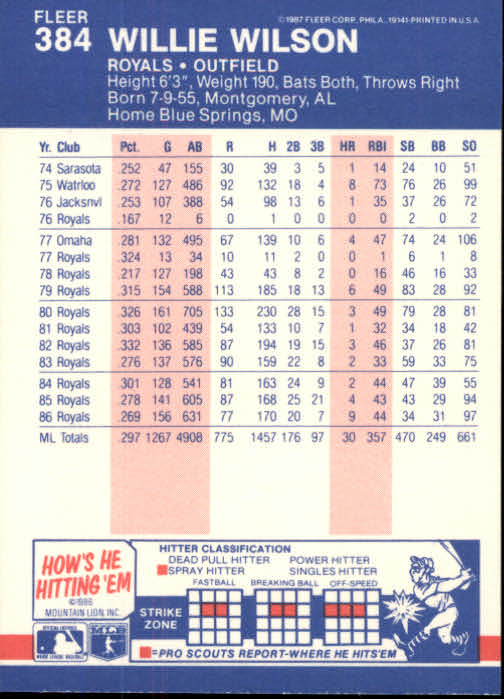 FLEER
©1987 FLEER CORP. PHILA., 19141-PRINTED IN U.S.A.
384 WILLIE WILSON
ROYALS • OUTFIELD
Height 6'3", Weight 190, Bats Both, Throws Right
Born 7-9-55, Montgomery, AL
Home Blue Springs, MO
Yr. Club Pct. G AB R H 2B 3B HR RBI SB BB SO
74 Sarasota .252 47 155 30 39 3 5 1 14 24 10 51
75 Watrloo .272 127 486 92 132 18 4 8 73 76 26 99
76 Jacksnvl .253 107 388 54 98 13 6 1 35 37 26 72
76 Royals .167 12 6 0 1 0 0 0 0 2 0 2
77 Omaha .281 132 495 67 139 10 6 4 47 74 24 106
77 Royals .324 13 34 10 11 2 0 0 1 6 1 8
78 Royals .217 127 198 43 43 8 2 0 16 46 16 33
79 Royals .315 154 588 113 185 18 13 6 49 83 28 92
80 Royals .326 161 705 133 230 28 15 3 49 79 28 81
81 Royals .303 102 439 54 133 10 7 1 32 34 18 42
82 Royals .332 136 585 87 194 19 15 3 46 37 26 81
83 Royals .276 137 576 90 159 22 8 2 33 59 33 75
84 Royals .301 128 541 81 163 24 9 2 44 47 39 55
85 Royals .278 141 605 87 168 25 21 4 43 43 29 94
86 Royals .269 156 631 77 170 20 7 9 44 34 31 97
ML Totals .297 1267 4908 775 1457 176 97 30 357 470 249 661
HOW'S HE
HITTING 'EM
©1986
MOUNTAIN LION, INC.
HITTER CLASSIFICATION
DEAD PULL HITTER POWER HITTER
SPRAY HITTER SINGLES HITTER
FASTBALL BREAKING BALL OFF-SPEED
STRIKE
ZONE
=PRO SCOUTS REPORT-WHERE HE HITS'EM